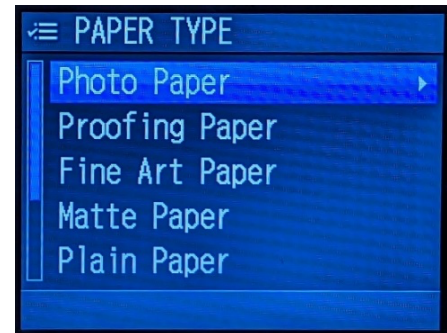 PAPER TYPE
Photo Paper
Proofing Paper
Fine Art Paper
Matte Paper
Plain Paper